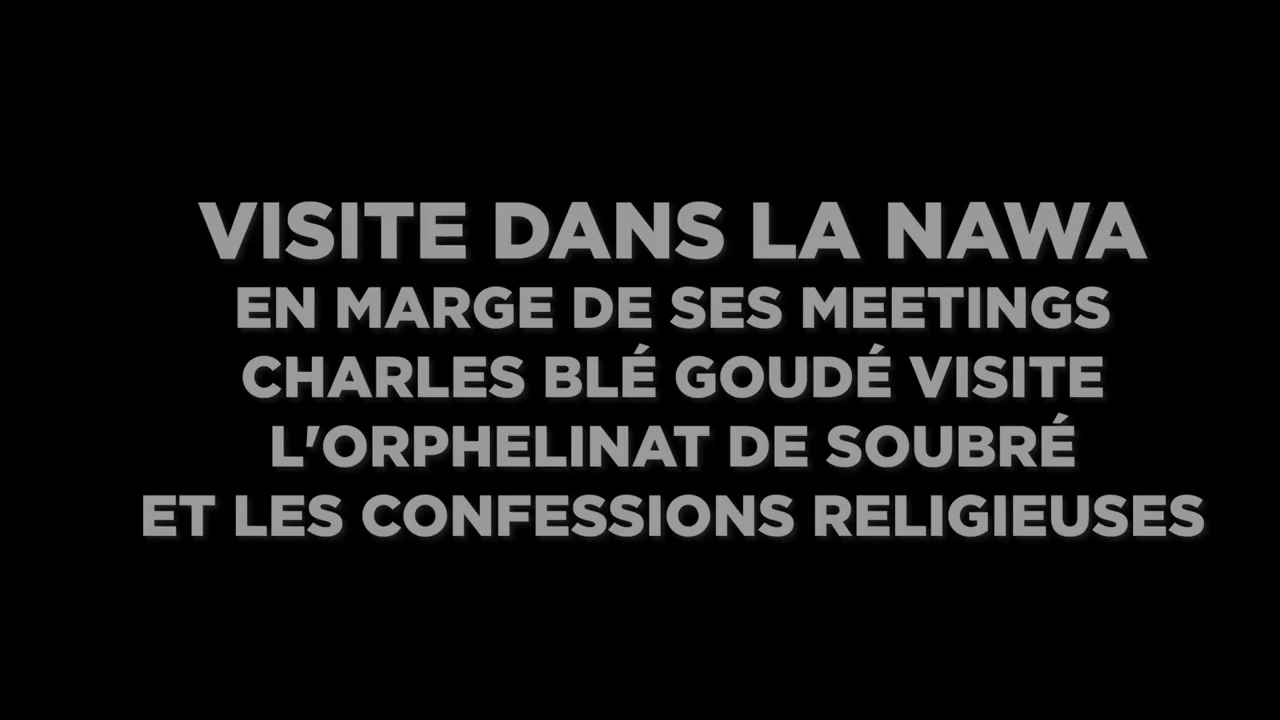 VISITE DANS LA NAWA
EN MARGE DE SES MEETINGS
CHARLES BLÉ GOUDÉ VISITE
L'ORPHELINAT DE SOUBRÉ
ET LES CONFESSIONS RELIGIEUSES